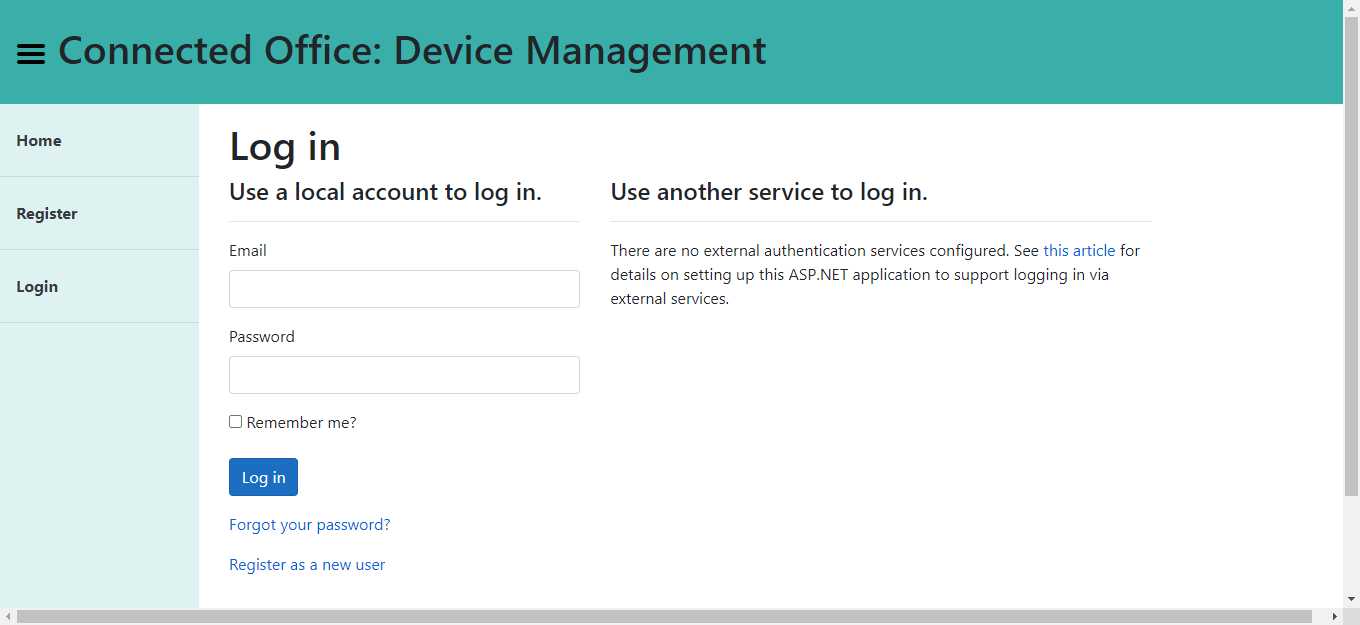 Connected Office: Device Management
Home
Register
Login
Log in
Use a local account to log in.
Email
Password
Remember me?
Log in
Forgot your password?
Register as a new user
Use another service to log in.
There are no external authentication services configured. See this article for
details on setting up this ASP.NET application to support logging in via
external services.